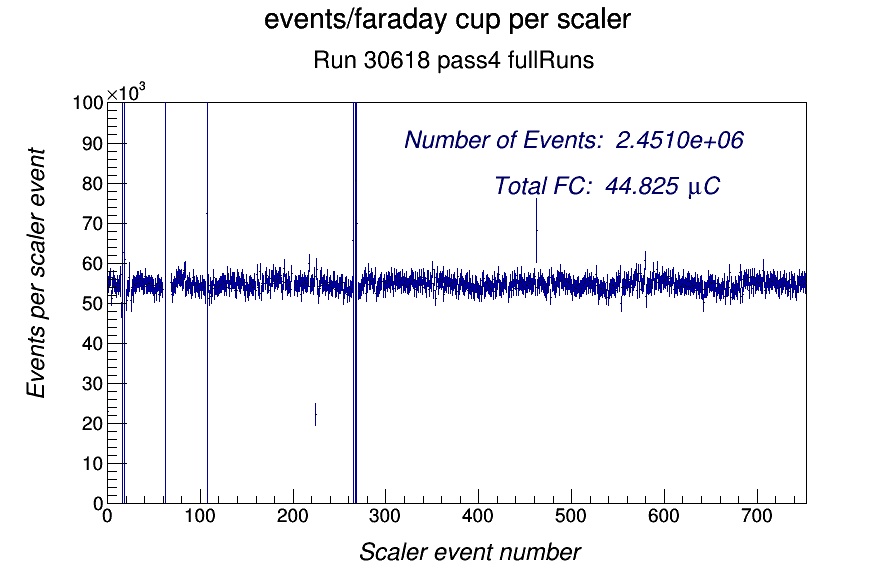 events/faraday cup per scaler
Run 30618 pass4 fullRuns
×10³
100
90
80
70
60
50
40
30
20
10
0
Events per scaler event
Number of Events: 2.4510e+06
Total FC: 44.825 μC
0 100 200 300 400 500 600 700
Scaler event number